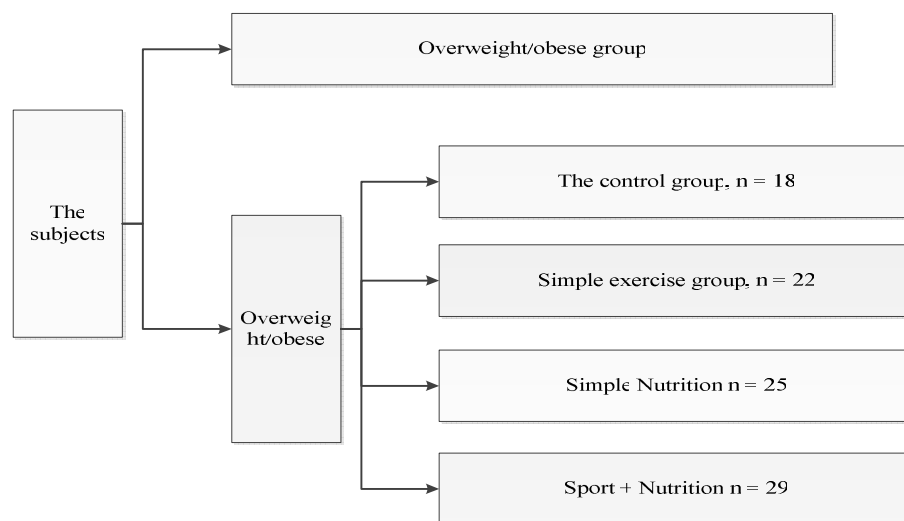 Overweight/obese group
The
subjects
The control group, n = 18
Simple exercise group, n = 22
Overweig
ht/obese
Simple Nutrition n = 25
Sport + Nutrition n = 29